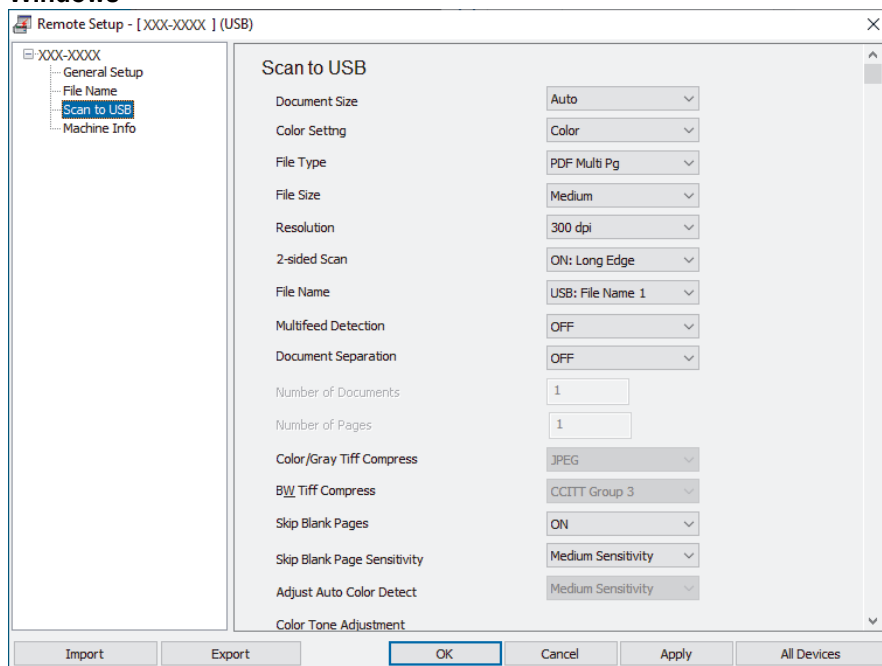 Windows
Remote Setup - [ XXX-XXXX ] (USB)
XXX-XXXX
General Setup
File Name
Scan to USB
Machine Info
Scan to USB
Document Size Auto
Color Settng Color
File Type PDF Multi Pg
File Size Medium
Resolution 300 dpi
2-sided Scan ON: Long Edge
File Name USB: File Name 1
Multifeed Detection OFF
Document Separation OFF
Number of Documents 1
Number of Pages 1
Color/Gray Tiff Compress JPEG
BW Tiff Compress CCITT Group 3
Skip Blank Pages ON
Skip Blank Page Sensitivity Medium Sensitivity
Adjust Auto Color Detect Medium Sensitivity
Color Tone Adjustment
Import Export OK Cancel Apply All Devices